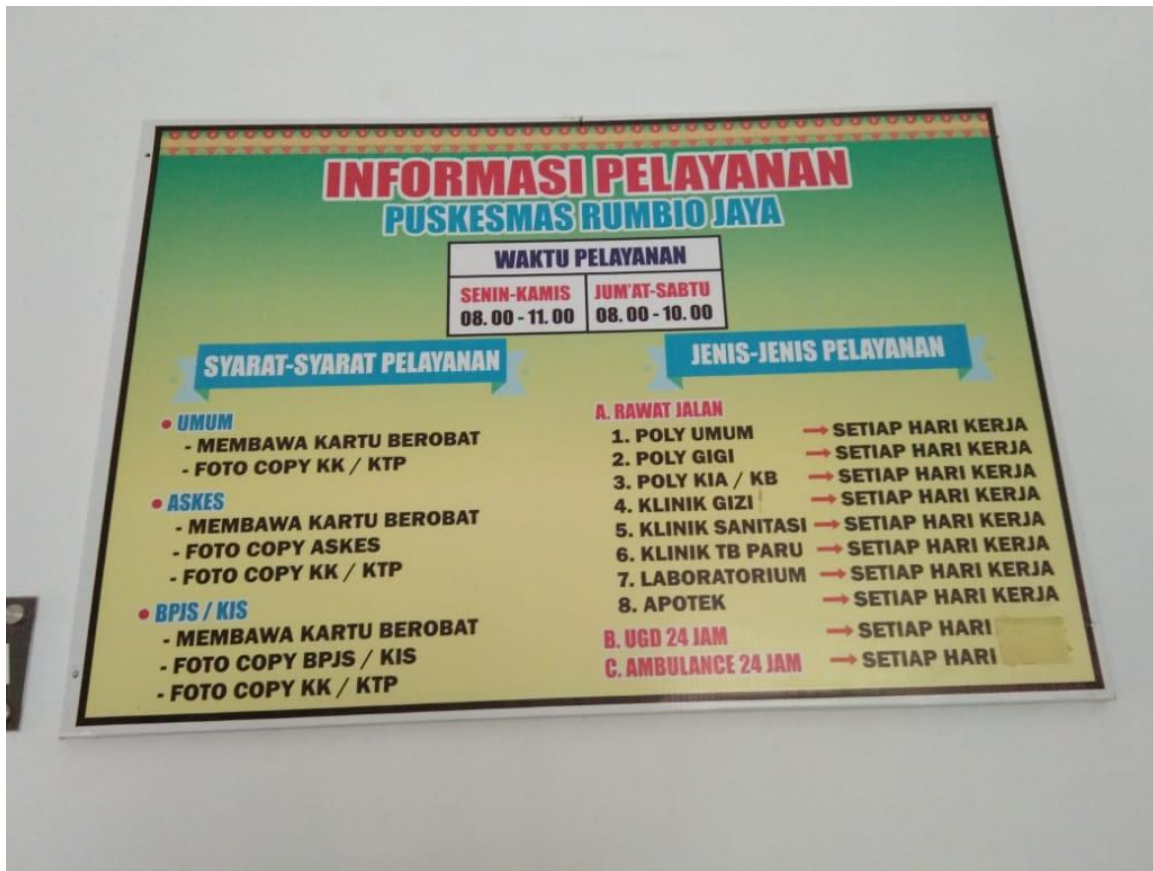 INFORMASI PELAYANAN
PUSKESMAS RUMBIO JAYA
WAKTU PELAYANAN
SENIN-KAMIS
08.00 - 11.00
JUM'AT-SABTU
08.00 - 10.00
SYARAT-SYARAT PELAYANAN
• UMUM
- MEMBAWA KARTU BEROBAT
- FOTO COPY KK / KTP
• ASKES
- MEMBAWA KARTU BEROBAT
- FOTO COPY ASKES
- FOTO COPY KK / KTP
• BPJS / KIS
- MEMBAWA KARTU BEROBAT
- FOTO COPY BPJS / KIS
- FOTO COPY KK / KTP
JENIS-JENIS PELAYANAN
A. RAWAT JALAN
1. POLY UMUM → SETIAP HARI KERJA
2. POLY GIGI → SETIAP HARI KERJA
3. POLY KIA / KB → SETIAP HARI KERJA
4. KLINIK GIZI → SETIAP HARI KERJA
5. KLINIK SANITASI → SETIAP HARI KERJA
6. KLINIK TB PARU → SETIAP HARI KERJA
7. LABORATORIUM → SETIAP HARI KERJA
8. APOTEK → SETIAP HARI KERJA
B. UGD 24 JAM → SETIAP HARI
C. AMBULANCE 24 JAM → SETIAP HARI